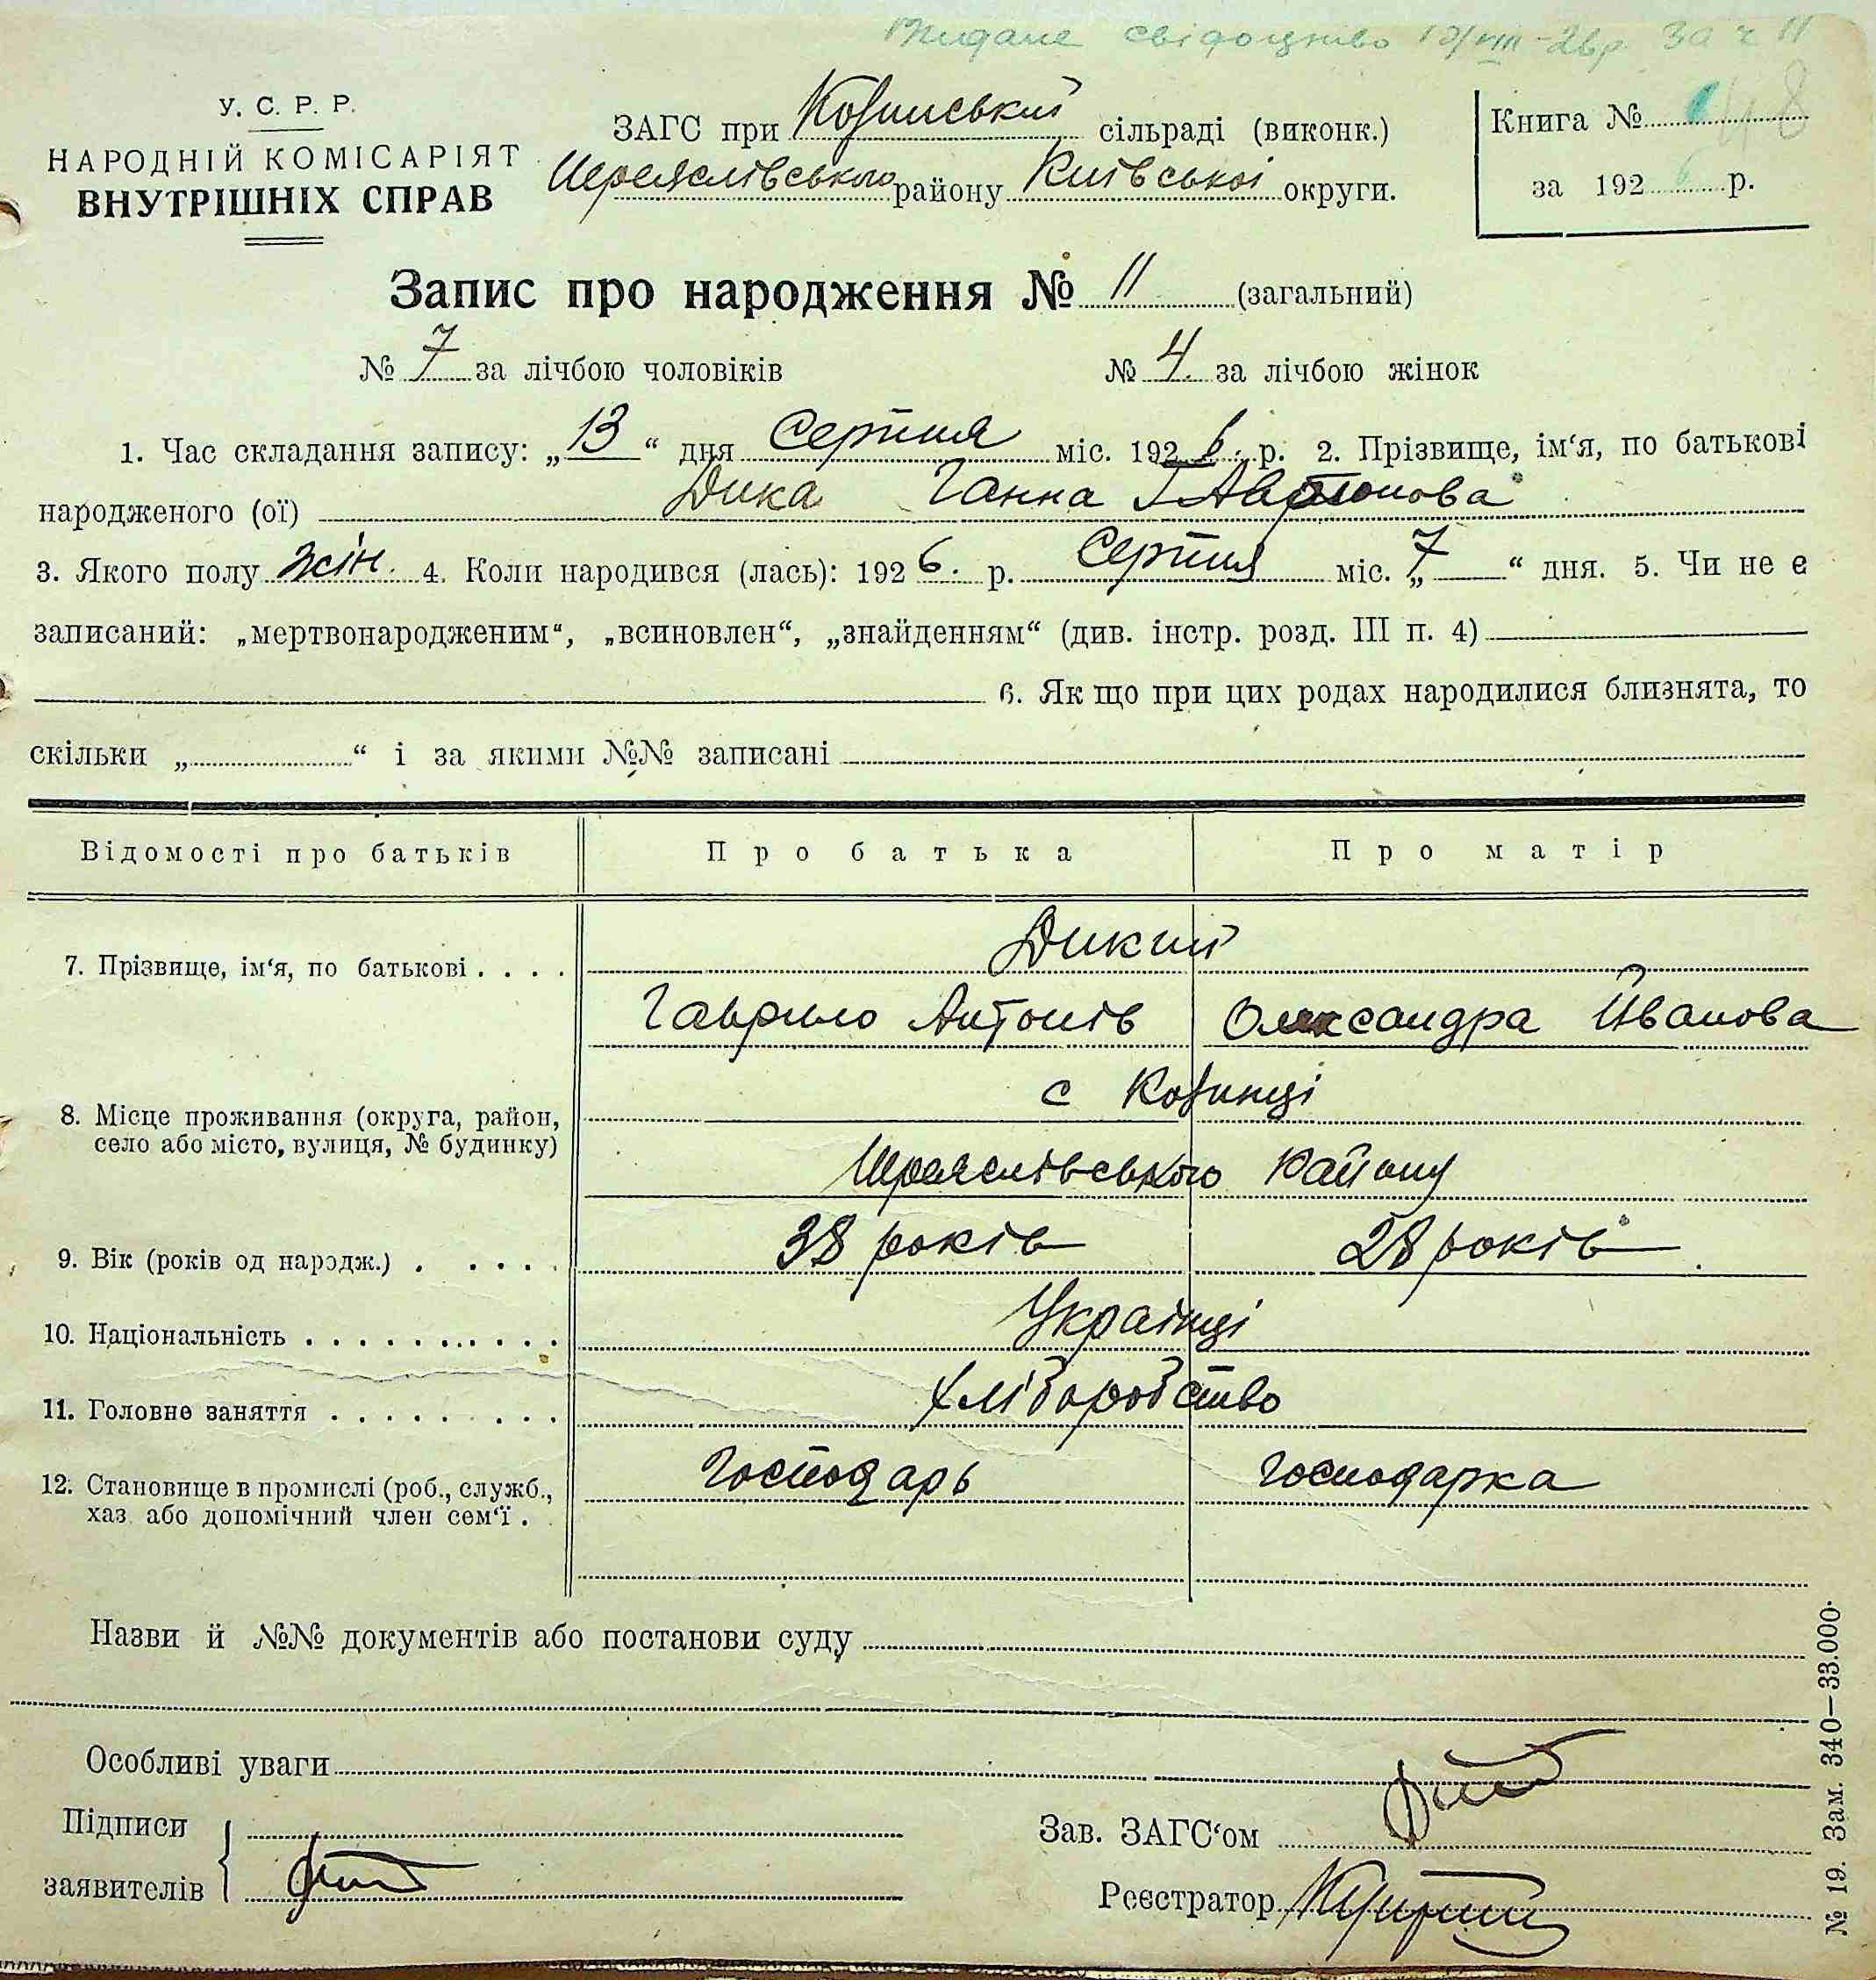 Видане свідоцтво 13/VIII-26р. За ч 11
У. С. Р. Р.
НАРОДНІЙ КОМІСАРІЯТ
ВНУТРІШНІХ СПРАВ
ЗАГС при Козинський сільраді (виконк.)
Переяслівського району Київської округи.
Книга № 148
за 1926 р.
Запис про народження № 11 (загальний)
№ 7 за лічбою чоловіків № 4. за лічбою жінок
1. Час складання запису: „13“ дня Серпня міс. 1926. р. 2. Прізвище, ім‘я, по батькові
народженого (ої) Дика Ганна
3. Якого полу жін. 4. Коли народився (лась): 1926. р. Серпня міс. „7“ дня. 5. Чи не є
записаний: „мертвонародженим“, „всиновлен“, „знайденням“ (див. інстр. розд. III п. 4)
6. Як що при цих родах народилися близнята, то
скільки „ “ і за якими №№ записані
Відомості про батьків Про батька Про матір
Дикий
7. Прізвище, ім‘я, по батькові . . . .
Гаврило Антонів Олександра Йванова
с Козинці
8. Місце проживання (округа, район,
село або місто, вулиця, № будинку)
Переяслівського Району
9. Вік (років од народж.) . . . . . 38 років 28 років
10. Національність . . . . . . . . . . . Українці
11. Головне заняття . . . . . . . . . Хліборобство
12. Становище в промислі (роб., служб., Господарь господарка
хаз. або допомічний член сем‘ї .
Назви й №№ документів або постанови суду
Особливі уваги
Підписи
заявителів
Зав. ЗАГС‘ом
Реєстратор
№ 19. Зам. 340—33.000.